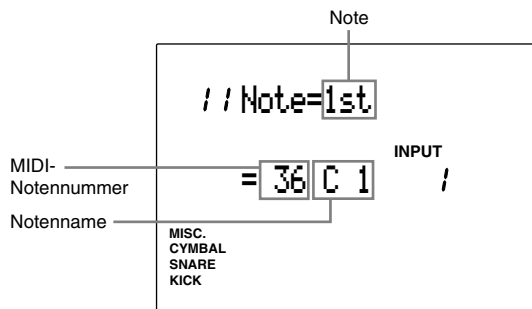 Note
11 Note=1st
MIDI-
Notennummer
= 36 C 1
INPUT
1
Notenname
MISC.
CYMBAL
SNARE
KICK